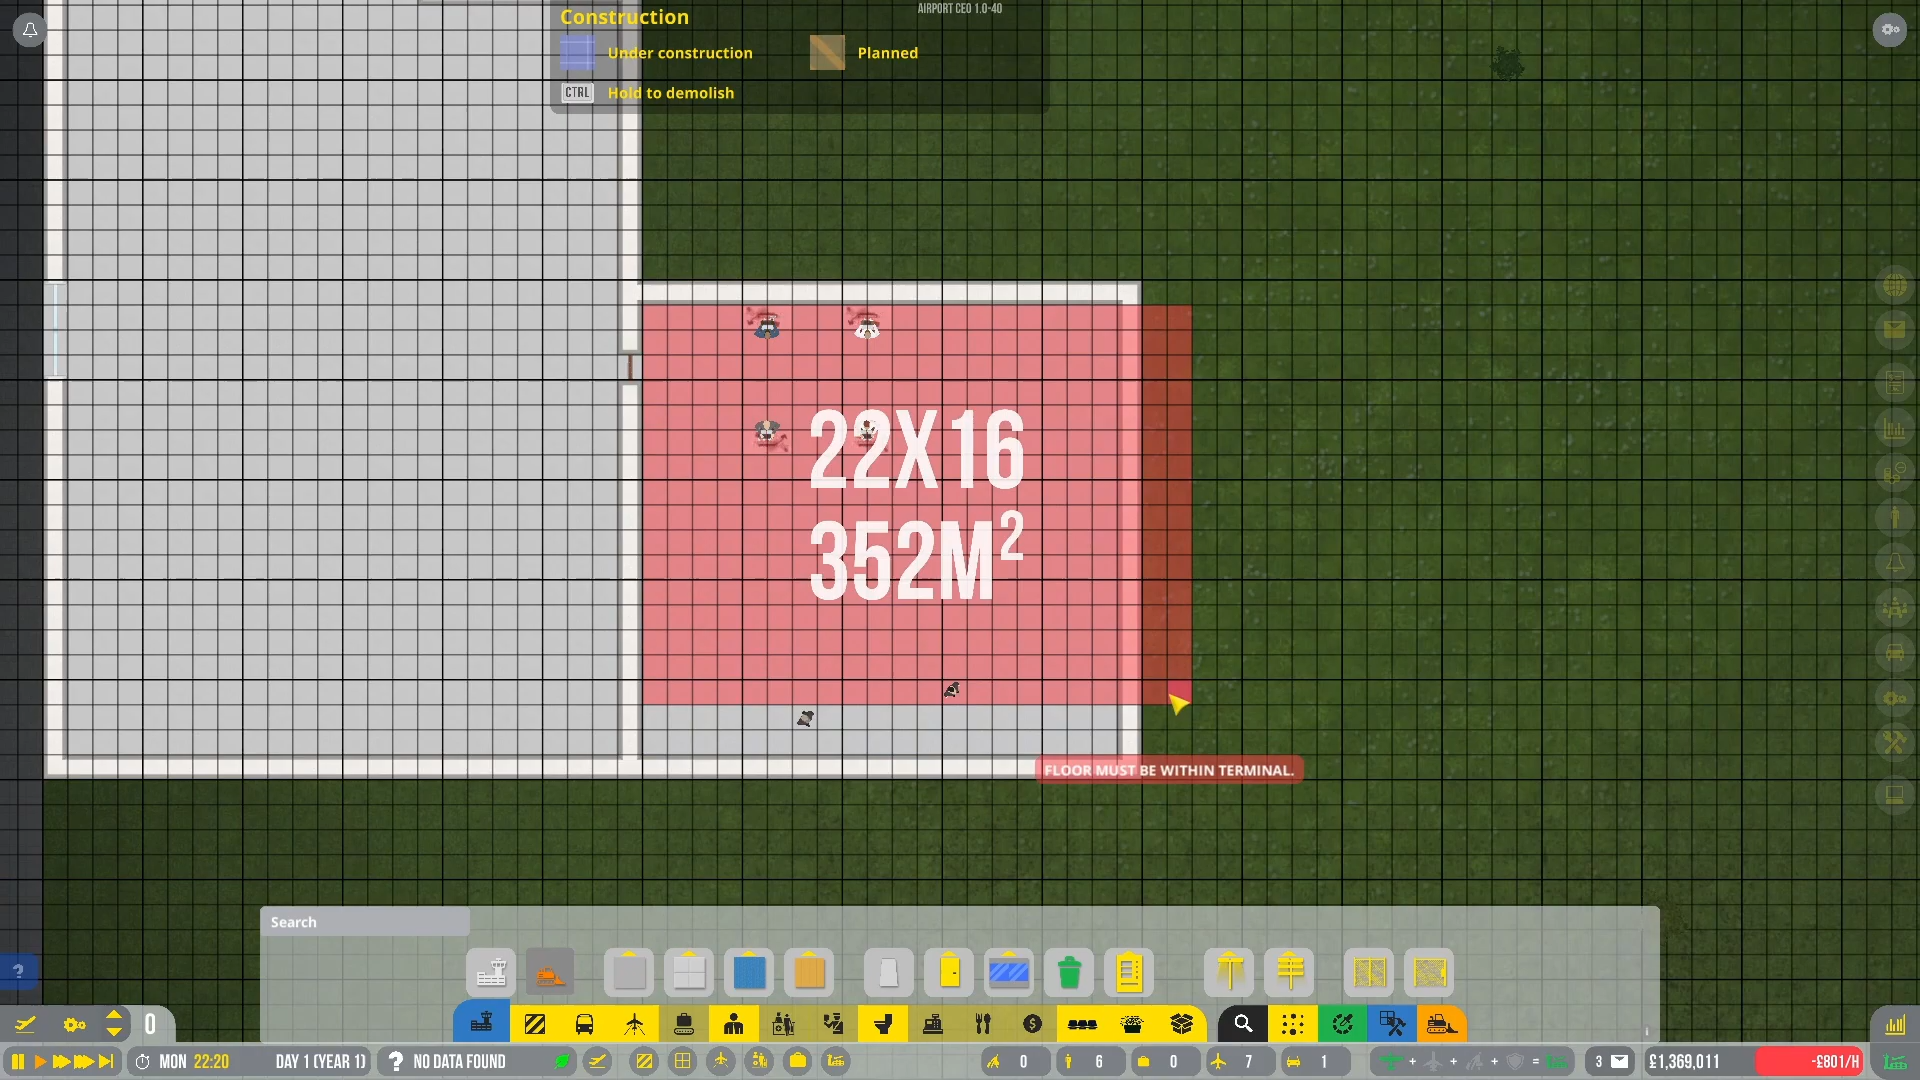 AIRPORT CEO 1.0-40
Construction
Under construction
Planned
CTRL
Hold to demolish
22X16
352M²
FLOOR MUST BE WITHIN TERMINAL.
Search
?
0
MON 22:20
DAY 1 (YEAR 1)
? NO DATA FOUND
0
6
0
7
1
+ + + =
3
£1,369,011
-£801/H